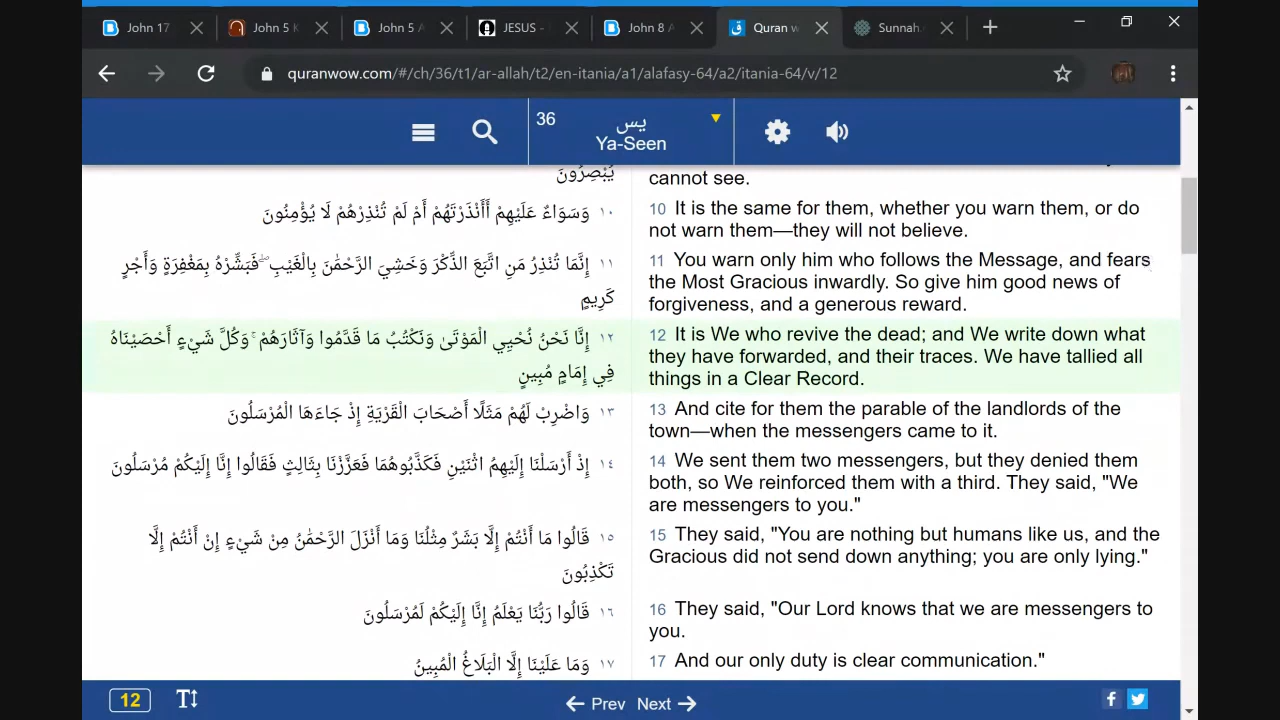 John 17
John 5 K
John 5 A
JESUS -
John 8 A
Quran w
Sunnah.
quranwow.com/#/ch/36/t1/ar-allah/t2/en-itania/a1/alafasy-64/a2/itania-64/v/12
36
يس
Ya-Seen
يُبْصِرُونَ
cannot see.
١٠ وَسَوَاءٌ عَلَيْهِمْ أَأَنْذَرْتَهُمْ أَمْ لَمْ تُنْذِرْهُمْ لَا يُؤْمِنُونَ
10 It is the same for them, whether you warn them, or do
not warn them—they will not believe.
١١ إِنَّمَا تُنْذِرُ مَنِ اتَّبَعَ الذِّكْرَ وَخَشِيَ الرَّحْمَٰنَ بِالْغَيْبِ ۖ فَبَشِّرْهُ بِمَغْفِرَةٍ وَأَجْرٍ
كَرِيمٍ
11 You warn only him who follows the Message, and fears
the Most Gracious inwardly. So give him good news of
forgiveness, and a generous reward.
١٢ إِنَّا نَحْنُ نُحْيِي الْمَوْتَىٰ وَنَكْتُبُ مَا قَدَّمُوا وَآثَارَهُمْ ۚ وَكُلَّ شَيْءٍ أَحْصَيْنَاهُ
فِي إِمَامٍ مُبِينٍ
12 It is We who revive the dead; and We write down what
they have forwarded, and their traces. We have tallied all
things in a Clear Record.
١٣ وَاضْرِبْ لَهُمْ مَثَلًا أَصْحَابَ الْقَرْيَةِ إِذْ جَاءَهَا الْمُرْسَلُونَ
13 And cite for them the parable of the landlords of the
town—when the messengers came to it.
١٤ إِذْ أَرْسَلْنَا إِلَيْهِمُ اثْنَيْنِ فَكَذَّبُوهُمَا فَعَزَّزْنَا بِثَالِثٍ فَقَالُوا إِنَّا إِلَيْكُمْ مُرْسَلُونَ
14 We sent them two messengers, but they denied them
both, so We reinforced them with a third. They said, "We
are messengers to you."
١٥ قَالُوا مَا أَنْتُمْ إِلَّا بَشَرٌ مِثْلُنَا وَمَا أَنْزَلَ الرَّحْمَٰنُ مِنْ شَيْءٍ إِنْ أَنْتُمْ إِلَّا
تَكْذِبُونَ
15 They said, "You are nothing but humans like us, and the
Gracious did not send down anything; you are only lying."
١٦ قَالُوا رَبُّنَا يَعْلَمُ إِنَّا إِلَيْكُمْ لَمُرْسَلُونَ
16 They said, "Our Lord knows that we are messengers to
you.
١٧ وَمَا عَلَيْنَا إِلَّا الْبَلَاغُ الْمُبِينُ
17 And our only duty is clear communication."
12
Prev Next